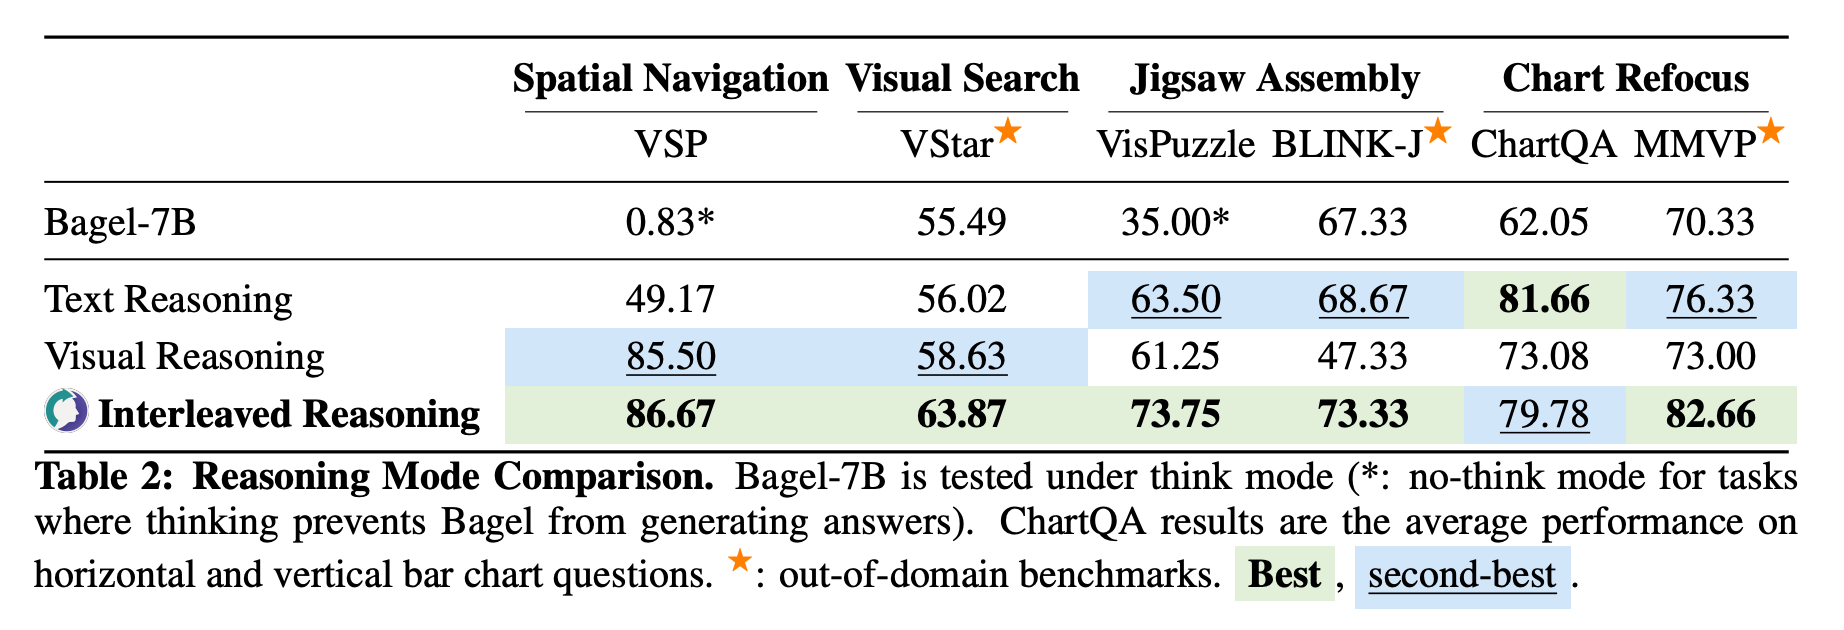 Spatial Navigation Visual Search Jigsaw Assembly Chart Refocus
VSP VStar★ VisPuzzle BLINK-J★ ChartQA MMVP★
Bagel-7B 0.83* 55.49 35.00* 67.33 62.05 70.33
Text Reasoning 49.17 56.02 63.50 68.67 81.66 76.33
Visual Reasoning 85.50 58.63 61.25 47.33 73.08 73.00
Interleaved Reasoning 86.67 63.87 73.75 73.33 79.78 82.66
Table 2: Reasoning Mode Comparison. Bagel-7B is tested under think mode (*: no-think mode for tasks
where thinking prevents Bagel from generating answers). ChartQA results are the average performance on
horizontal and vertical bar chart questions. ★: out-of-domain benchmarks. Best, second-best.